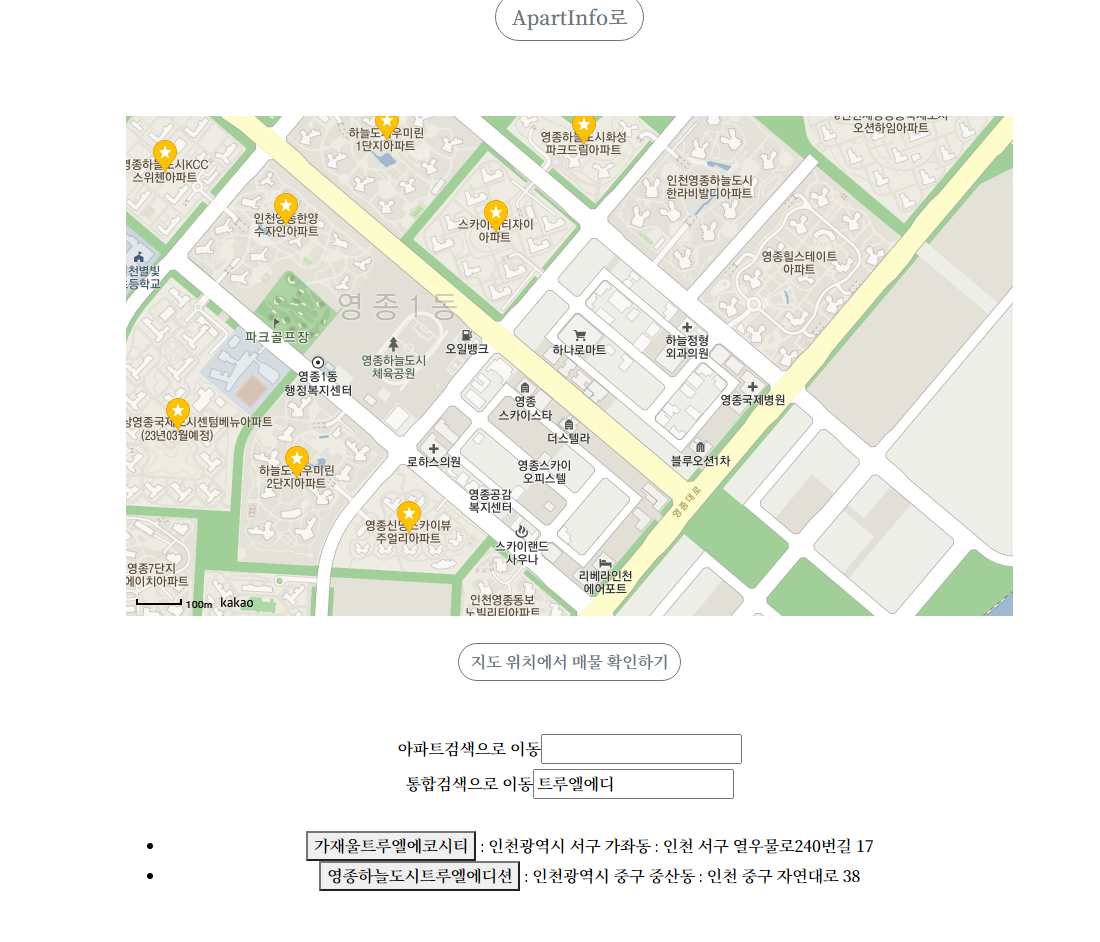 ApartInfo로
하늘도시우미린
1단지아파트
영종하늘도시화성
파크드림아파트
오션하임아파트
영종하늘도시KCC
스위첸아파트
인천영종하늘도시
한라비발디아파트
인천영종한양
수자인아파트
스카이시티자이
아파트
영종힐스테이트
아파트
인천별빛
초등학교
영종1동
파크골프장
오일뱅크
하나로마트
하늘정형
외과의원
영종하늘도시
체육공원
영종1동
행정복지센터
영종국제병원
영종
스카이스타
더스텔라
상영종국제도시센텀베뉴아파트
(23년03월예정)
로하스의원
블루오션1차
하늘도시우미린
2단지아파트
영종스카이
오피스텔
영종공감
복지센터
영종대로
영종신명스카이뷰
주얼리아파트
스카이랜드
사우나
영종7단지
에이치아파트
리베라인천
에어포트
인천영종동보
노빌리티아파트
100m kakao
지도 위치에서 매물 확인하기
아파트검색으로 이동
통합검색으로 이동 트루엘에디
가재울트루엘에코시티 : 인천광역시 서구 가좌동 : 인천 서구 열우물로240번길 17
영종하늘도시트루엘에디션 : 인천광역시 중구 중산동 : 인천 중구 자연대로 38